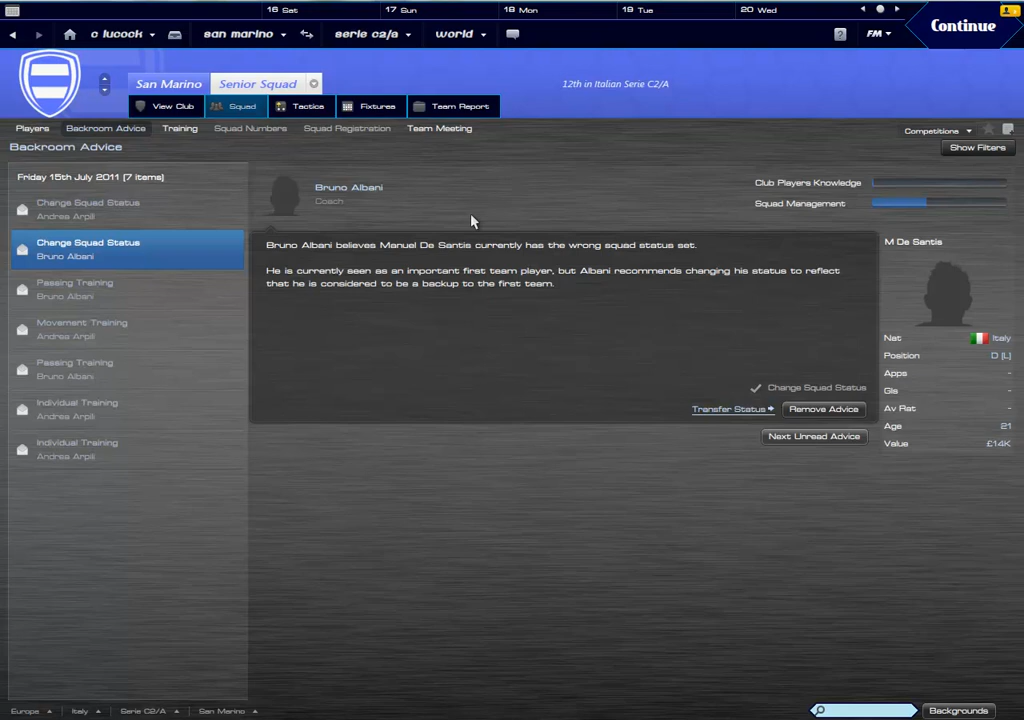 16 Sat 17 Sun 18 Mon 19 Tue 20 Wed
Continue
c lucock san marino serie c2/a world ? FM
San Marino Senior Squad 12th in Italian Serie C2/A
View Club Squad Tactics Fixtures Team Report
Players Backroom Advice Training Squad Numbers Squad Registration Team Meeting Competitions
Backroom Advice Show Filters
Friday 15th July 2011 (7 items)
Change Squad Status
Andrea Arpili
Change Squad Status
Bruno Albani
Passing Training
Bruno Albani
Movement Training
Andrea Arpili
Passing Training
Bruno Albani
Individual Training
Andrea Arpili
Individual Training
Andrea Arpili
Bruno Albani
Coach
Club Players Knowledge
Squad Management
Bruno Albani believes Manuel De Santis currently has the wrong squad status set.
He is currently seen as an important first team player, but Albani recommends changing his status to reflect
that he is considered to be a backup to the first team.
Change Squad Status
Transfer Status Remove Advice
Next Unread Advice
M De Santis
Nat Italy
Position D (L)
Apps -
Gls -
Av Rat -
Age 21
Value £14K
Europe Italy Serie C2/A San Marino Backgrounds